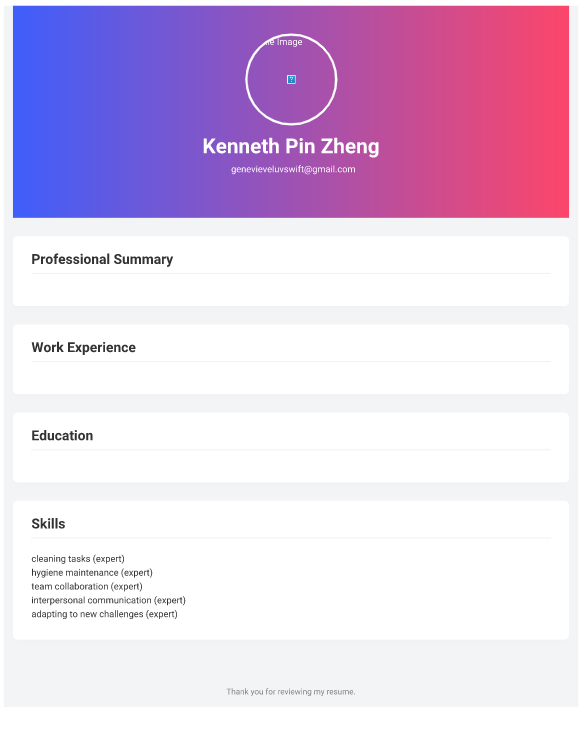 le Image
Kenneth Pin Zheng
genevieveluvswift@gmail.com
Professional Summary
Work Experience
Education
Skills
cleaning tasks (expert)
hygiene maintenance (expert)
team collaboration (expert)
interpersonal communication (expert)
adapting to new challenges (expert)
Thank you for reviewing my resume.